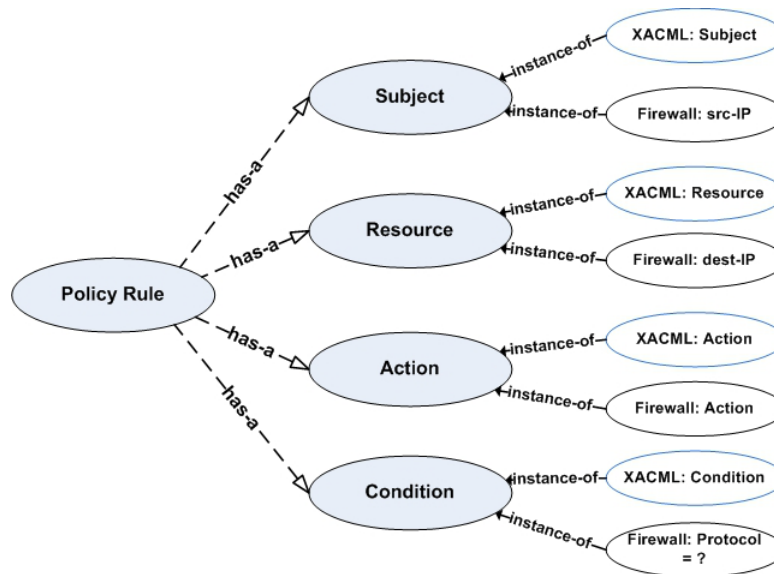 XACML: Subject
instance-of
Subject
instance-of
Firewall: src-IP
has-a
XACML: Resource
instance-of
has-a
Resource
instance-of
Firewall: dest-IP
Policy Rule
has-a
XACML: Action
instance-of
Action
instance-of
Firewall: Action
has-a
XACML: Condition
instance-of
Condition
instance-of
Firewall: Protocol
= ?